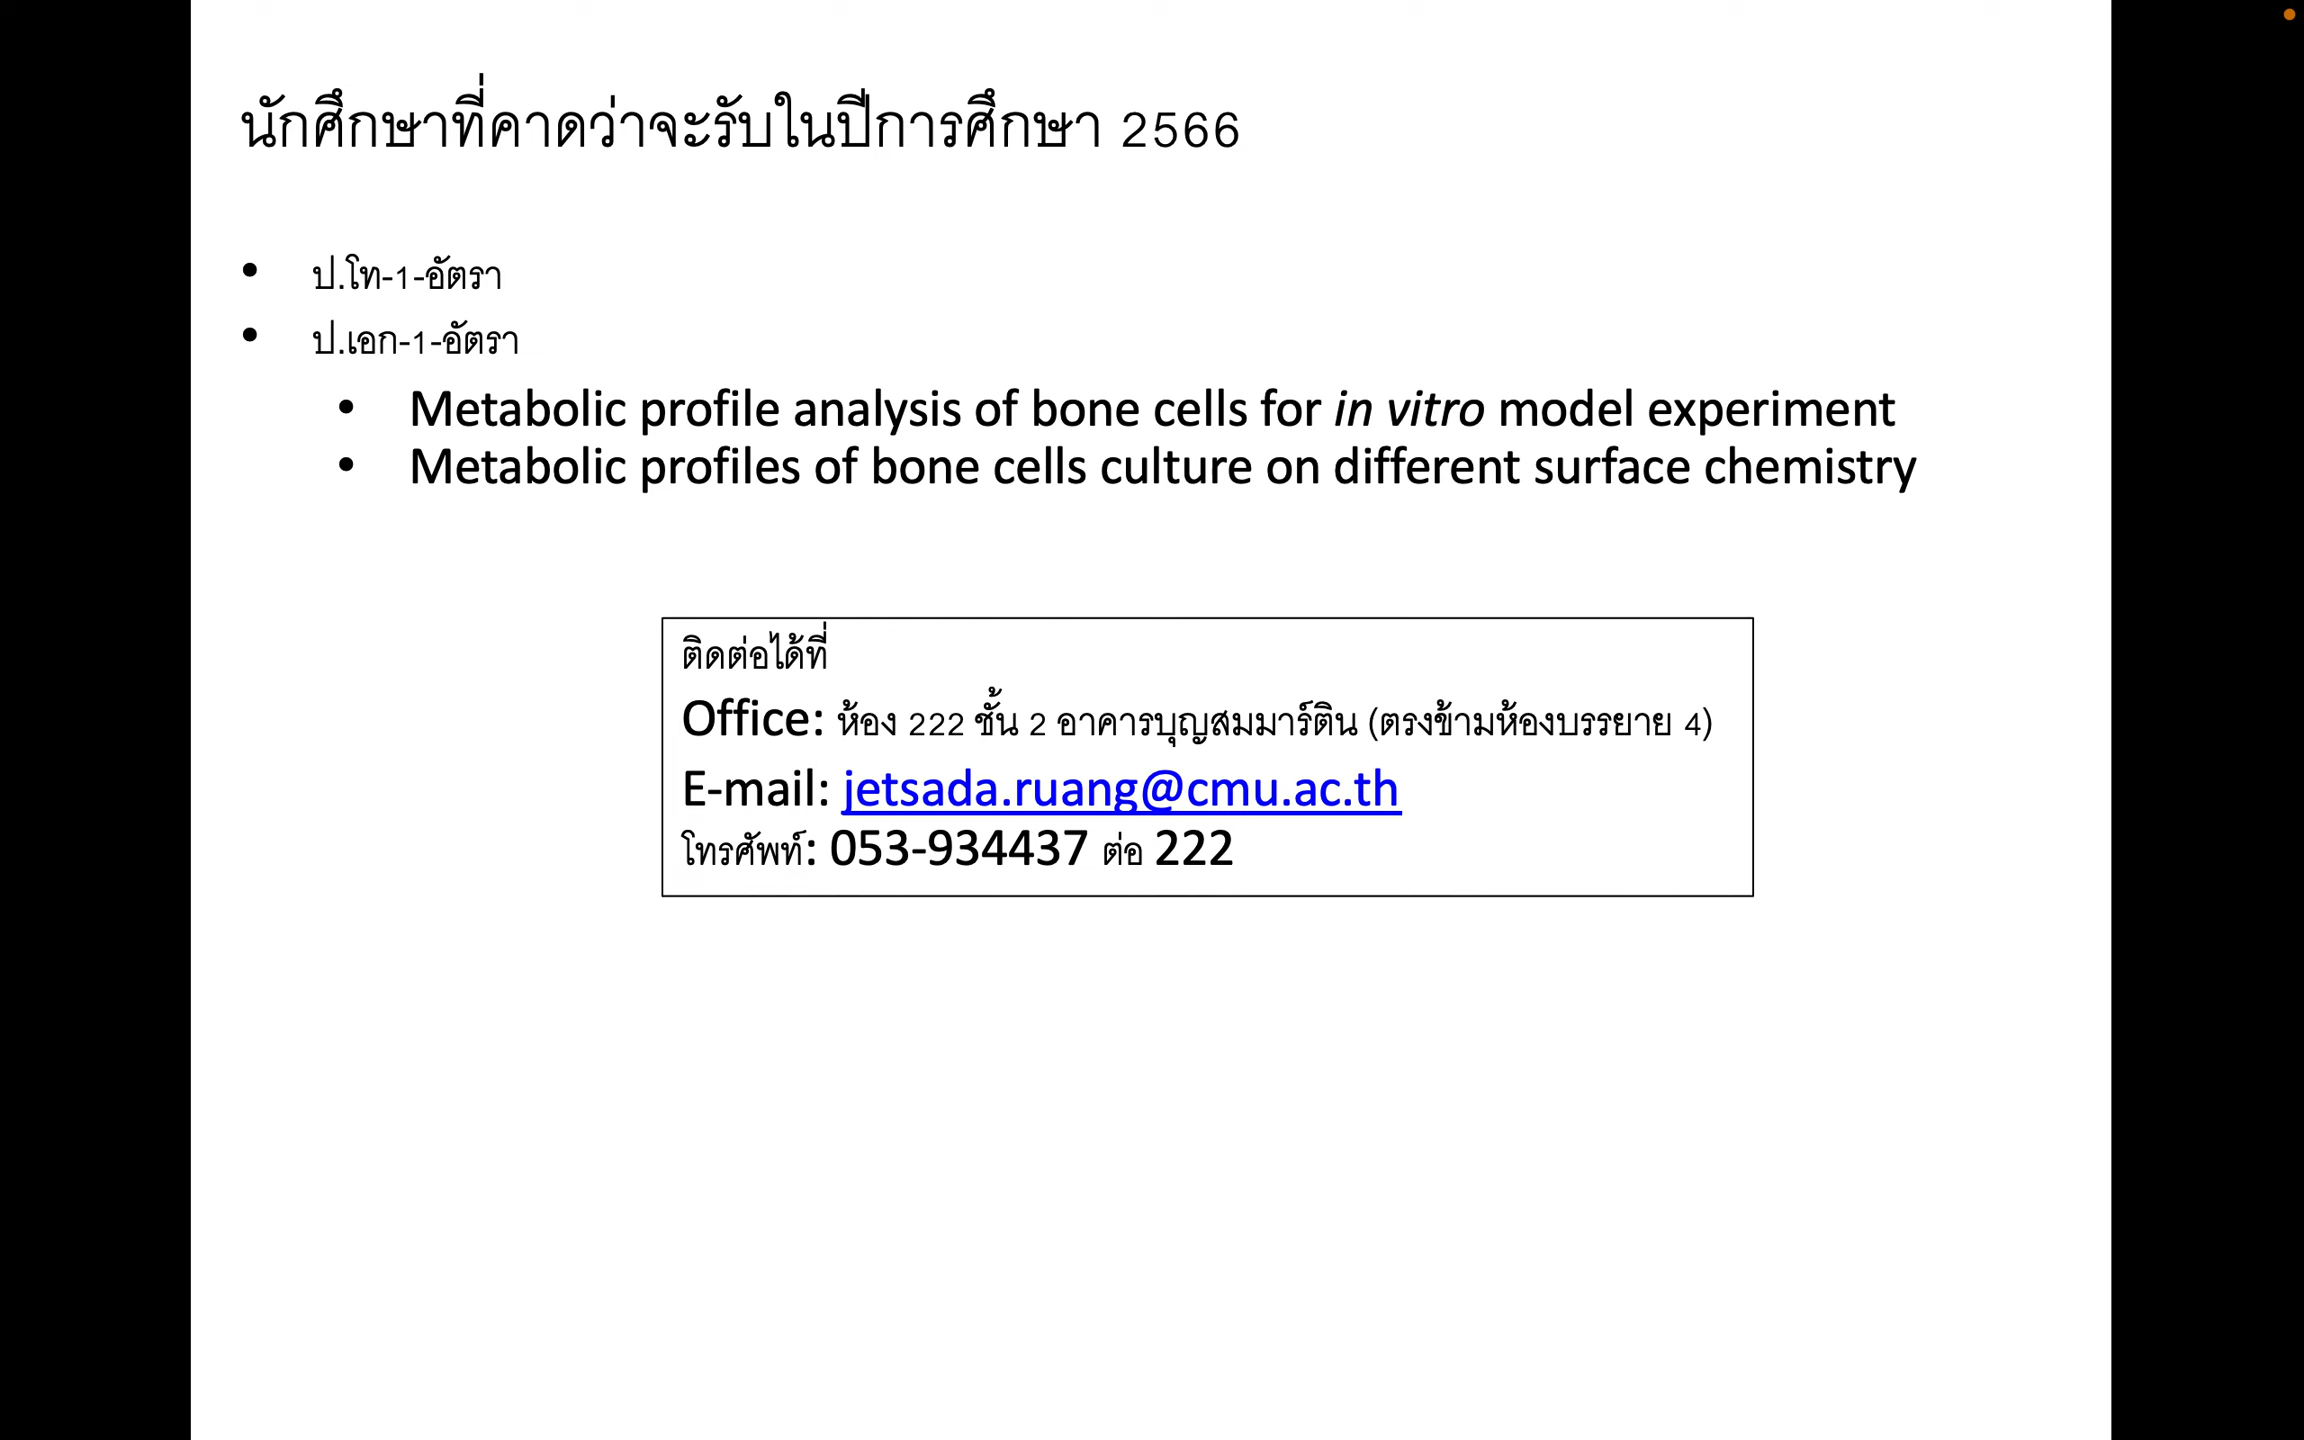 นักศึกษาที่คาดว่าจะรับในปีการศึกษา 2566
• ป.โท-1-อัตรา
• ป.เอก-1-อัตรา
• Metabolic profile analysis of bone cells for in vitro model experiment
• Metabolic profiles of bone cells culture on different surface chemistry
ติดต่อได้ที่
Office: ห้อง 222 ชั้น 2 อาคารบุญสมมาร์ติน (ตรงข้ามห้องบรรยาย 4)
E-mail: jetsada.ruang@cmu.ac.th
โทรศัพท์: 053-934437 ต่อ 222